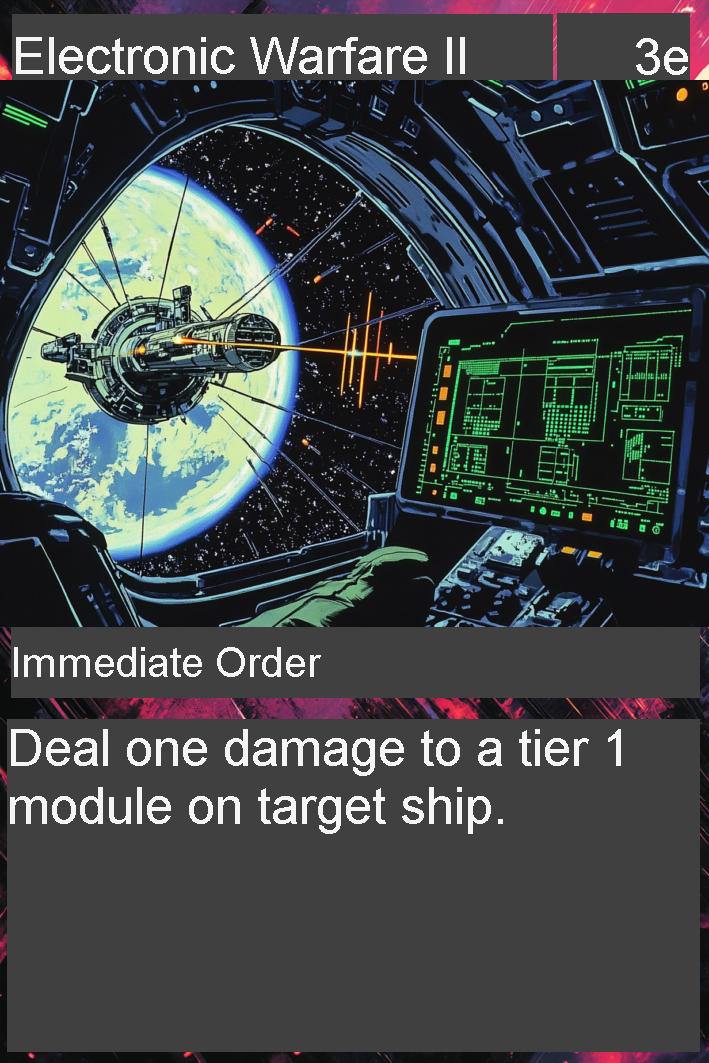 Electronic Warfare II
3e
Immediate Order
Deal one damage to a tier 1
module on target ship.